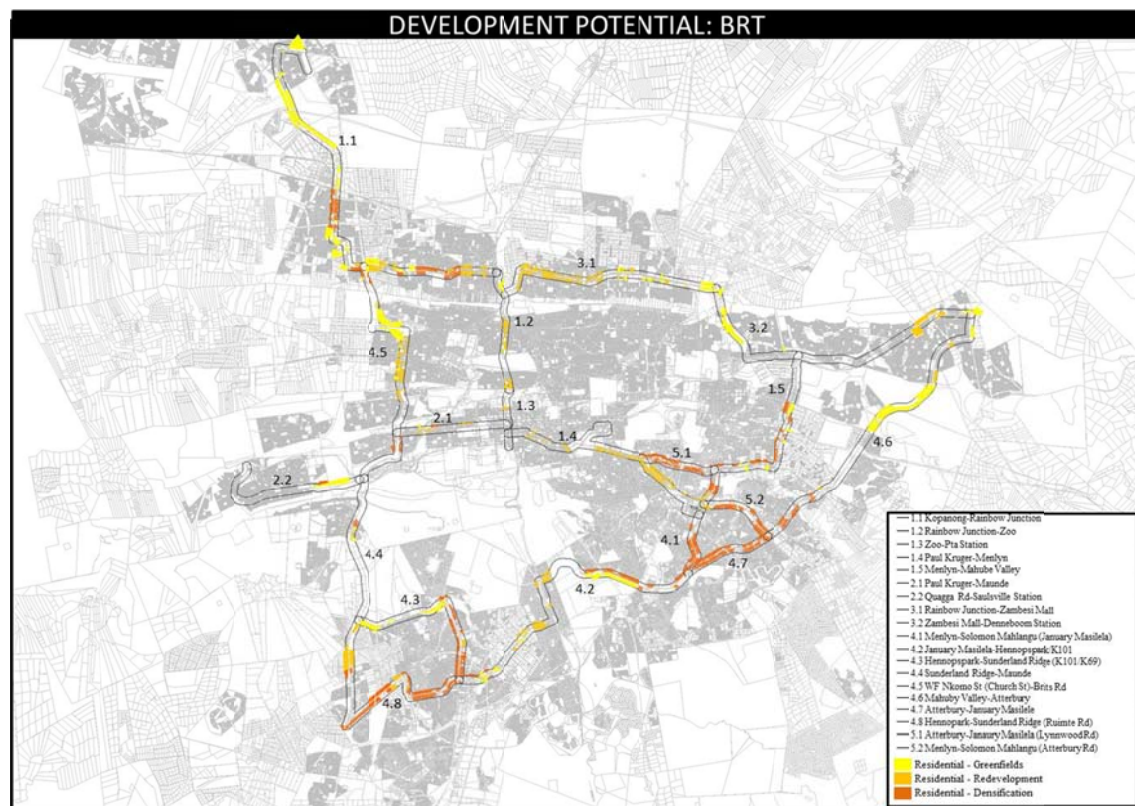 DEVELOPMENT POTENTIAL: BRT
1.1
3.1
1.2
3.2
4.5
1.3
1.5
2.1
1.4
5.1
4.6
2.2
5.2
4.1
4.4
4.7
4.2
4.3
4.8
1.1 Kopanong-Rainbow Junction
1.2 Rainbow Junction-Zoo
1.3 Zoo-Pta Station
1.4 Paul Kruger-Menlyn
1.5 Menlyn-Mahube Valley
2.1 Paul Kruger-Maunde
2.2 Quagga Rd-Saulsville Station
3.1 Rainbow Junction-Zambesi Mall
3.2 Zambesi Mall-Denneboom Station
4.1 Menlyn-Solomon Mahlangu (January Masilela)
4.2 January Masilela-Hennopspark/K101
4.3 Hennopspark-Sunderland Ridge (K101/K69)
4.4 Sunderland Ridge-Maunde
4.5 WF Nkomo St (Church St)-Brits Rd
4.6 Mahuby Valley-Atterbury
4.7 Atterbury-January Masilele
4.8 Hennopark-Sunderland Ridge (Ruimte Rd)
5.1 Atterbury-Janaury Masilela (Lynnwood Rd)
5.2 Menlyn-Solomon Mahlangu (Atterbury Rd)
Residential - Greenfields
Residential - Redevelopment
Residential - Densification